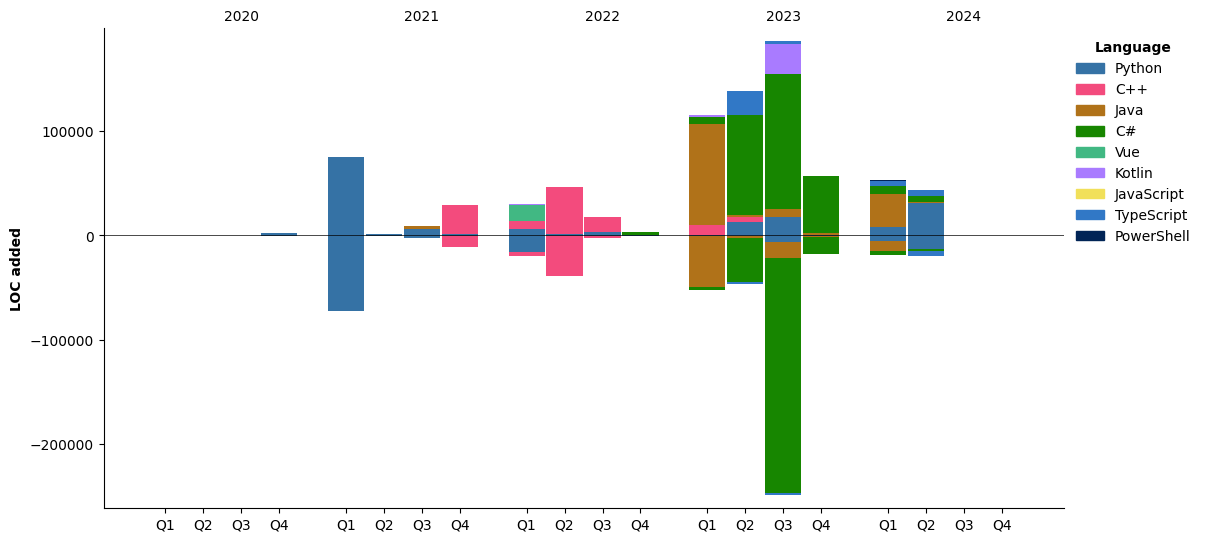 2020 2021 2022 2023 2024
Language
Python
C++
Java
C#
Vue
Kotlin
JavaScript
TypeScript
PowerShell
LOC added
100000
0
−100000
−200000
Q1 Q2 Q3 Q4 Q1 Q2 Q3 Q4 Q1 Q2 Q3 Q4 Q1 Q2 Q3 Q4 Q1 Q2 Q3 Q4